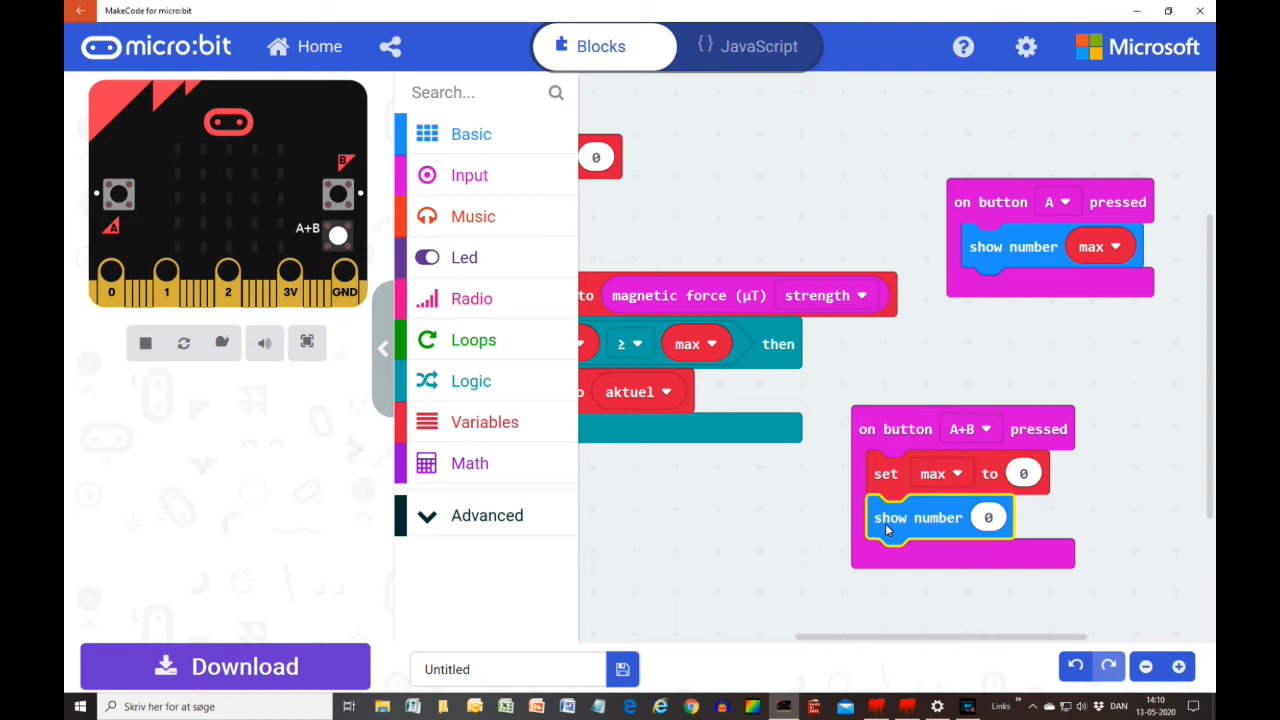 MakeCode for micro:bit
micro:bit
Home
Blocks
{ } JavaScript
?
Microsoft
Search...
Basic
Input
Music
Led
Radio
Loops
Logic
Variables
Math
Advanced
B
A
A+B
0 1 2 3V GND
0
to magnetic force (µT) strength
≥ max then
aktuel
on button A pressed
show number max
on button A+B pressed
set max to 0
show number 0
Download
Untitled
Skriv her for at søge
Links
DAN
14:10
13-05-2020